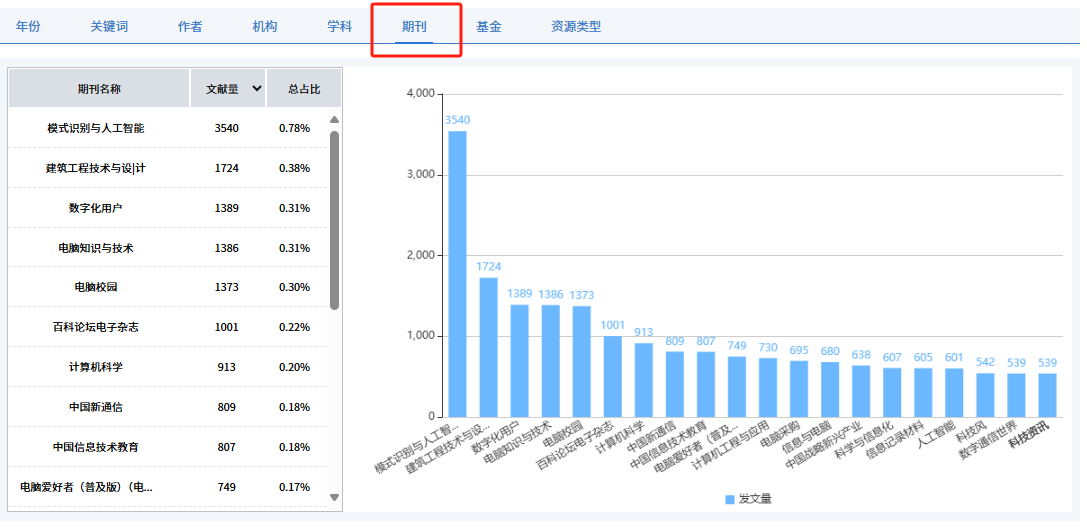 年份 关键词 作者 机构 学科 期刊 基金 资源类型
期刊名称 文献量 总占比
模式识别与人工智能 3540 0.78%
建筑工程技术与设|计 1724 0.38%
数字化用户 1389 0.31%
电脑知识与技术 1386 0.31%
电脑校园 1373 0.30%
百科论坛电子杂志 1001 0.22%
计算机科学 913 0.20%
中国新通信 809 0.18%
中国信息技术教育 807 0.18%
电脑爱好者（普及版）（电... 749 0.17%
4,000
3,000
2,000
1,000
0
3540
1724
1389
1386
1373
1001
913
809
807
749
730
695
680
638
607
605
601
542
539
539
模式识别与人工智...
建筑工程技术与设...
数字化用户
电脑知识与技术
电脑校园
百科论坛电子杂志
计算机科学
中国新通信
中国信息技术教育
电脑爱好者（普及...
计算机工程与应用
电脑采购
信息与电脑
中国战略新兴产业
科学与信息化
信息记录材料
人工智能
科技风
数字通信世界
科技资讯
发文量